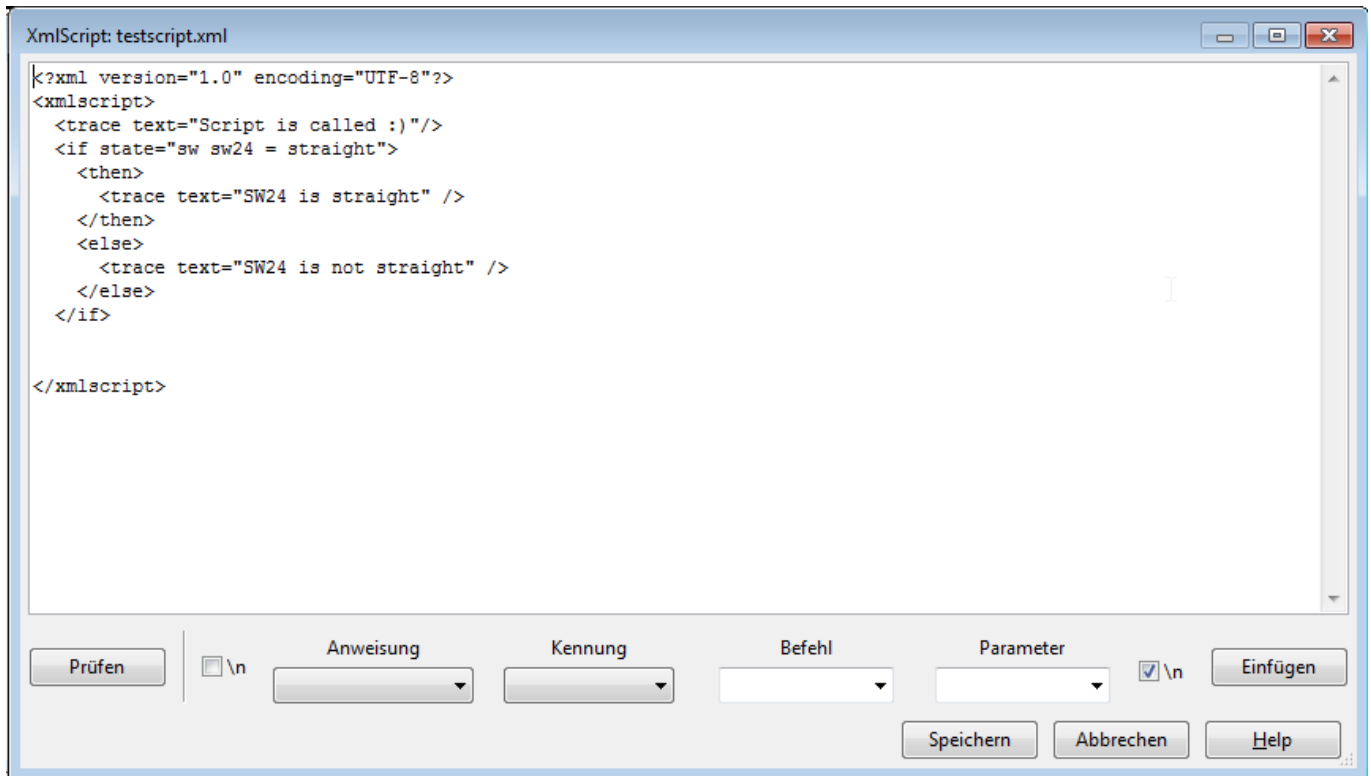 XmlScript: testscript.xml
<?xml version="1.0" encoding="UTF-8"?>
<xmlscript>
  <trace text="Script is called :)"/>
  <if state="sw sw24 = straight">
    <then>
      <trace text="SW24 is straight" />
    </then>
    <else>
      <trace text="SW24 is not straight" />
    </else>
  </if>
</xmlscript>
Anweisung Kennung Befehl Parameter
Prüfen \n \n Einfügen
Speichern Abbrechen Help